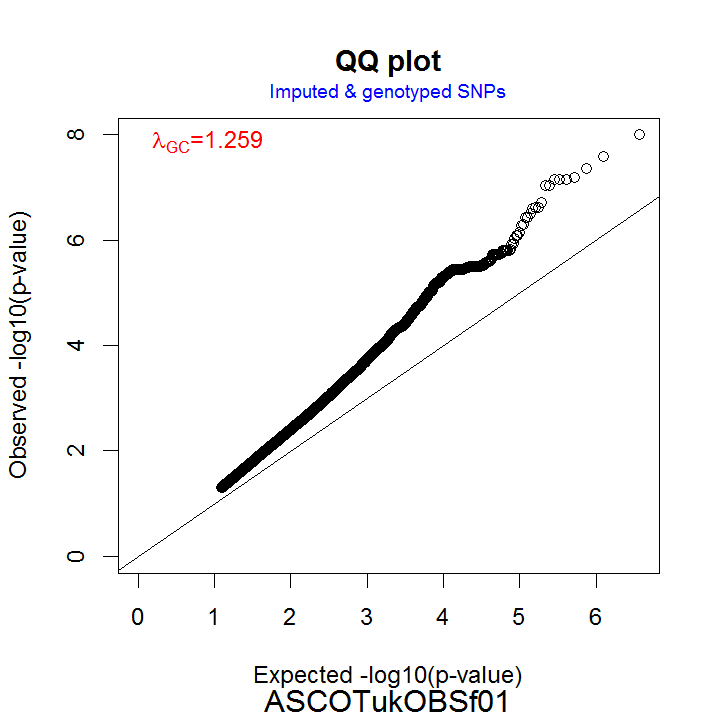 QQ plot
Imputed & genotyped SNPs
λGC=1.259
Observed -log10(p-value)
8
6
4
2
0
0 1 2 3 4 5 6
Expected -log10(p-value)
ASCOTukOBSf01